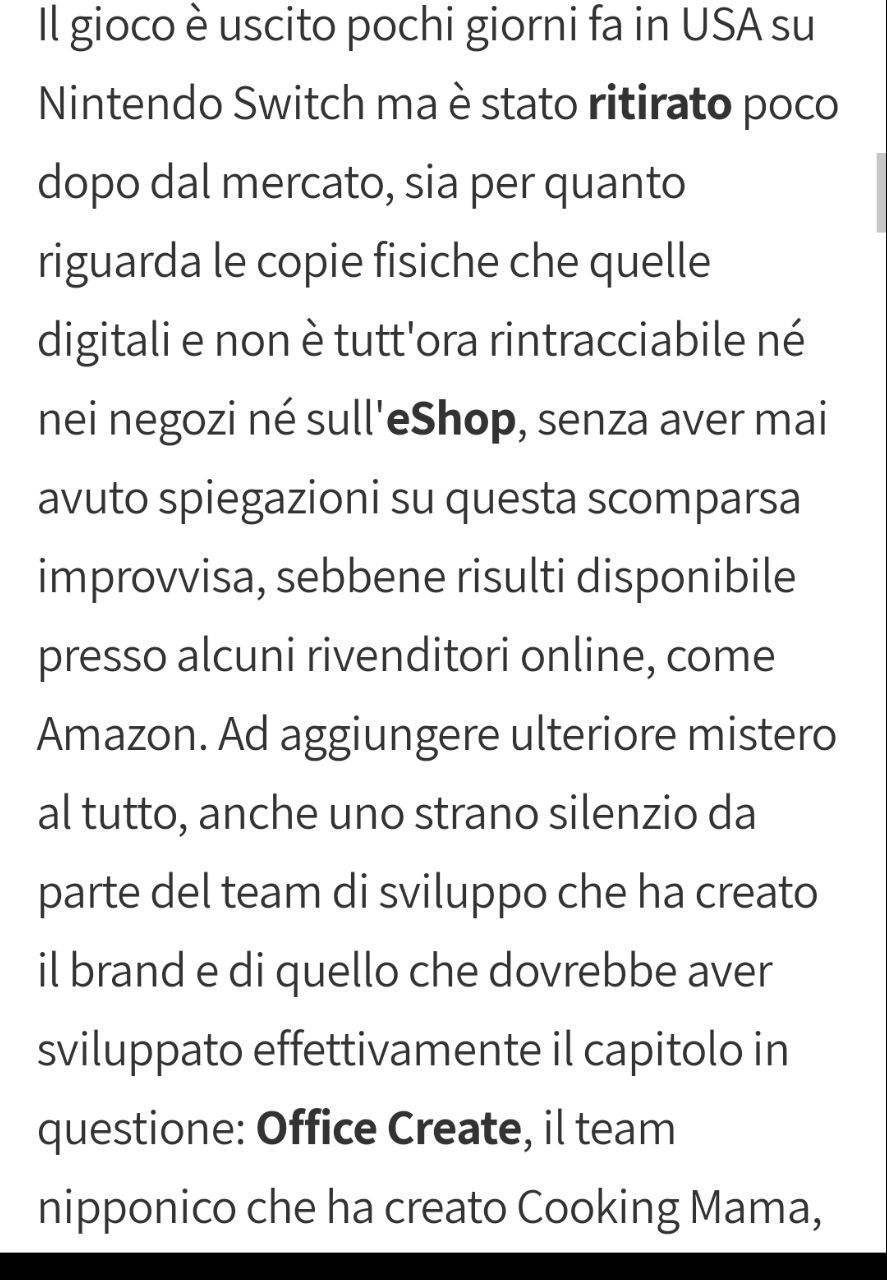 Il gioco è uscito pochi giorni fa in USA su
Nintendo Switch ma è stato ritirato poco
dopo dal mercato, sia per quanto
riguarda le copie fisiche che quelle
digitali e non è tutt'ora rintracciabile né
nei negozi né sull'eShop, senza aver mai
avuto spiegazioni su questa scomparsa
improvvisa, sebbene risulti disponibile
presso alcuni rivenditori online, come
Amazon. Ad aggiungere ulteriore mistero
al tutto, anche uno strano silenzio da
parte del team di sviluppo che ha creato
il brand e di quello che dovrebbe aver
sviluppato effettivamente il capitolo in
questione: Office Create, il team
nipponico che ha creato Cooking Mama,